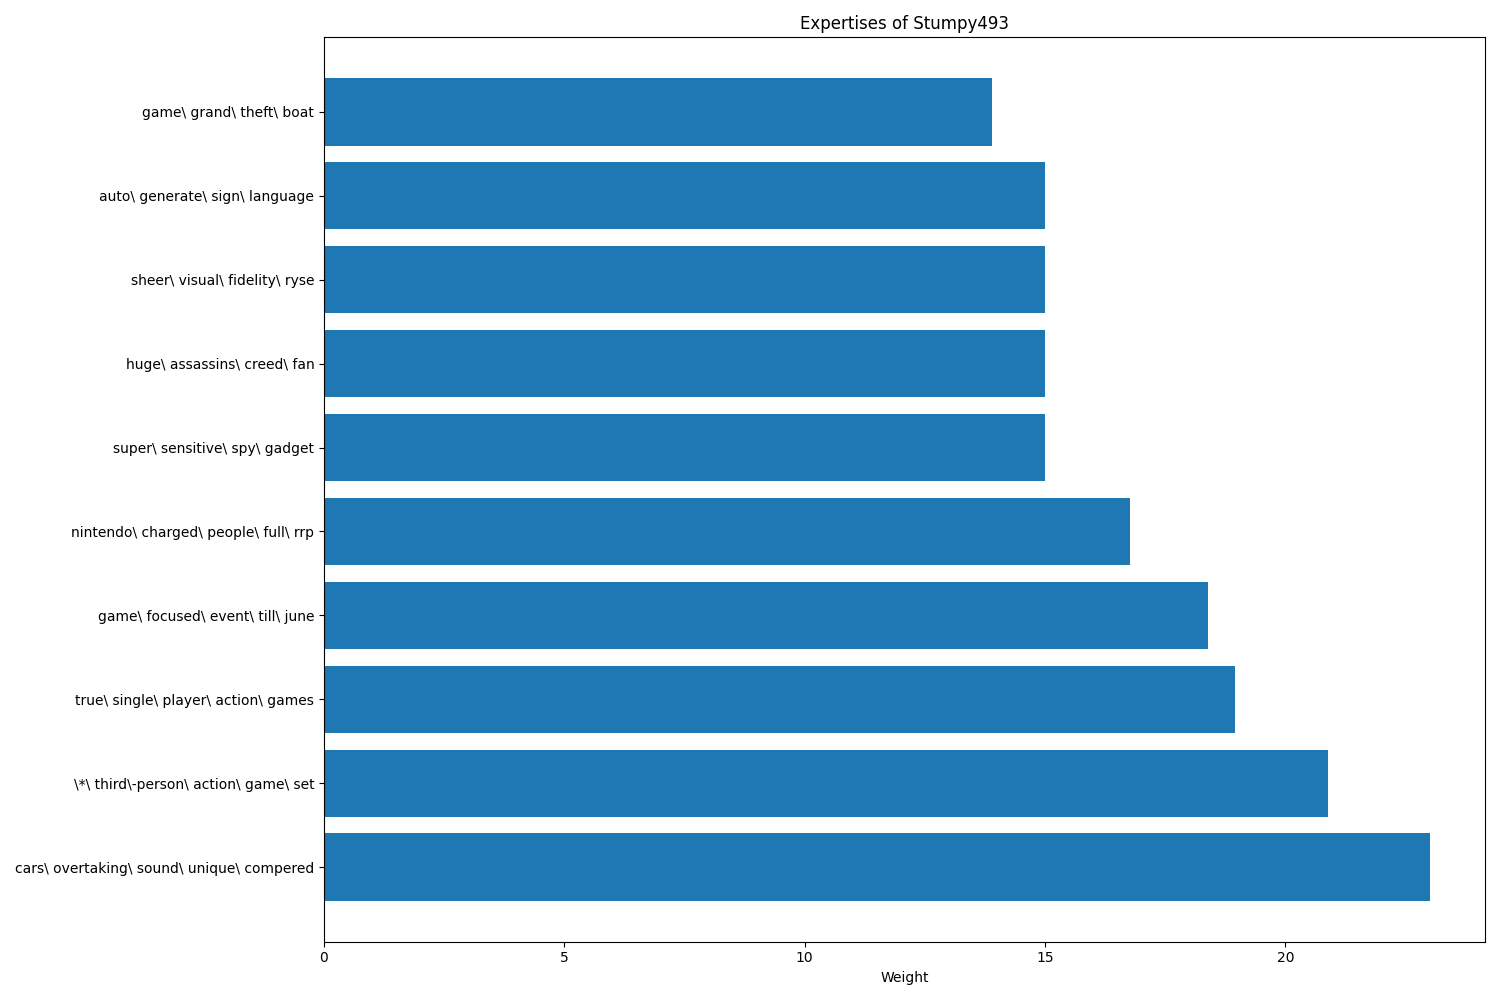 Expertises of Stumpy493
game\ grand\ theft\ boat
auto\ generate\ sign\ language
sheer\ visual\ fidelity\ ryse
huge\ assassins\ creed\ fan
super\ sensitive\ spy\ gadget
nintendo\ charged\ people\ full\ rrp
game\ focused\ event\ till\ june
true\ single\ player\ action\ games
\*\ third\-person\ action\ game\ set
cars\ overtaking\ sound\ unique\ compered
0 5 10 15 20
Weight